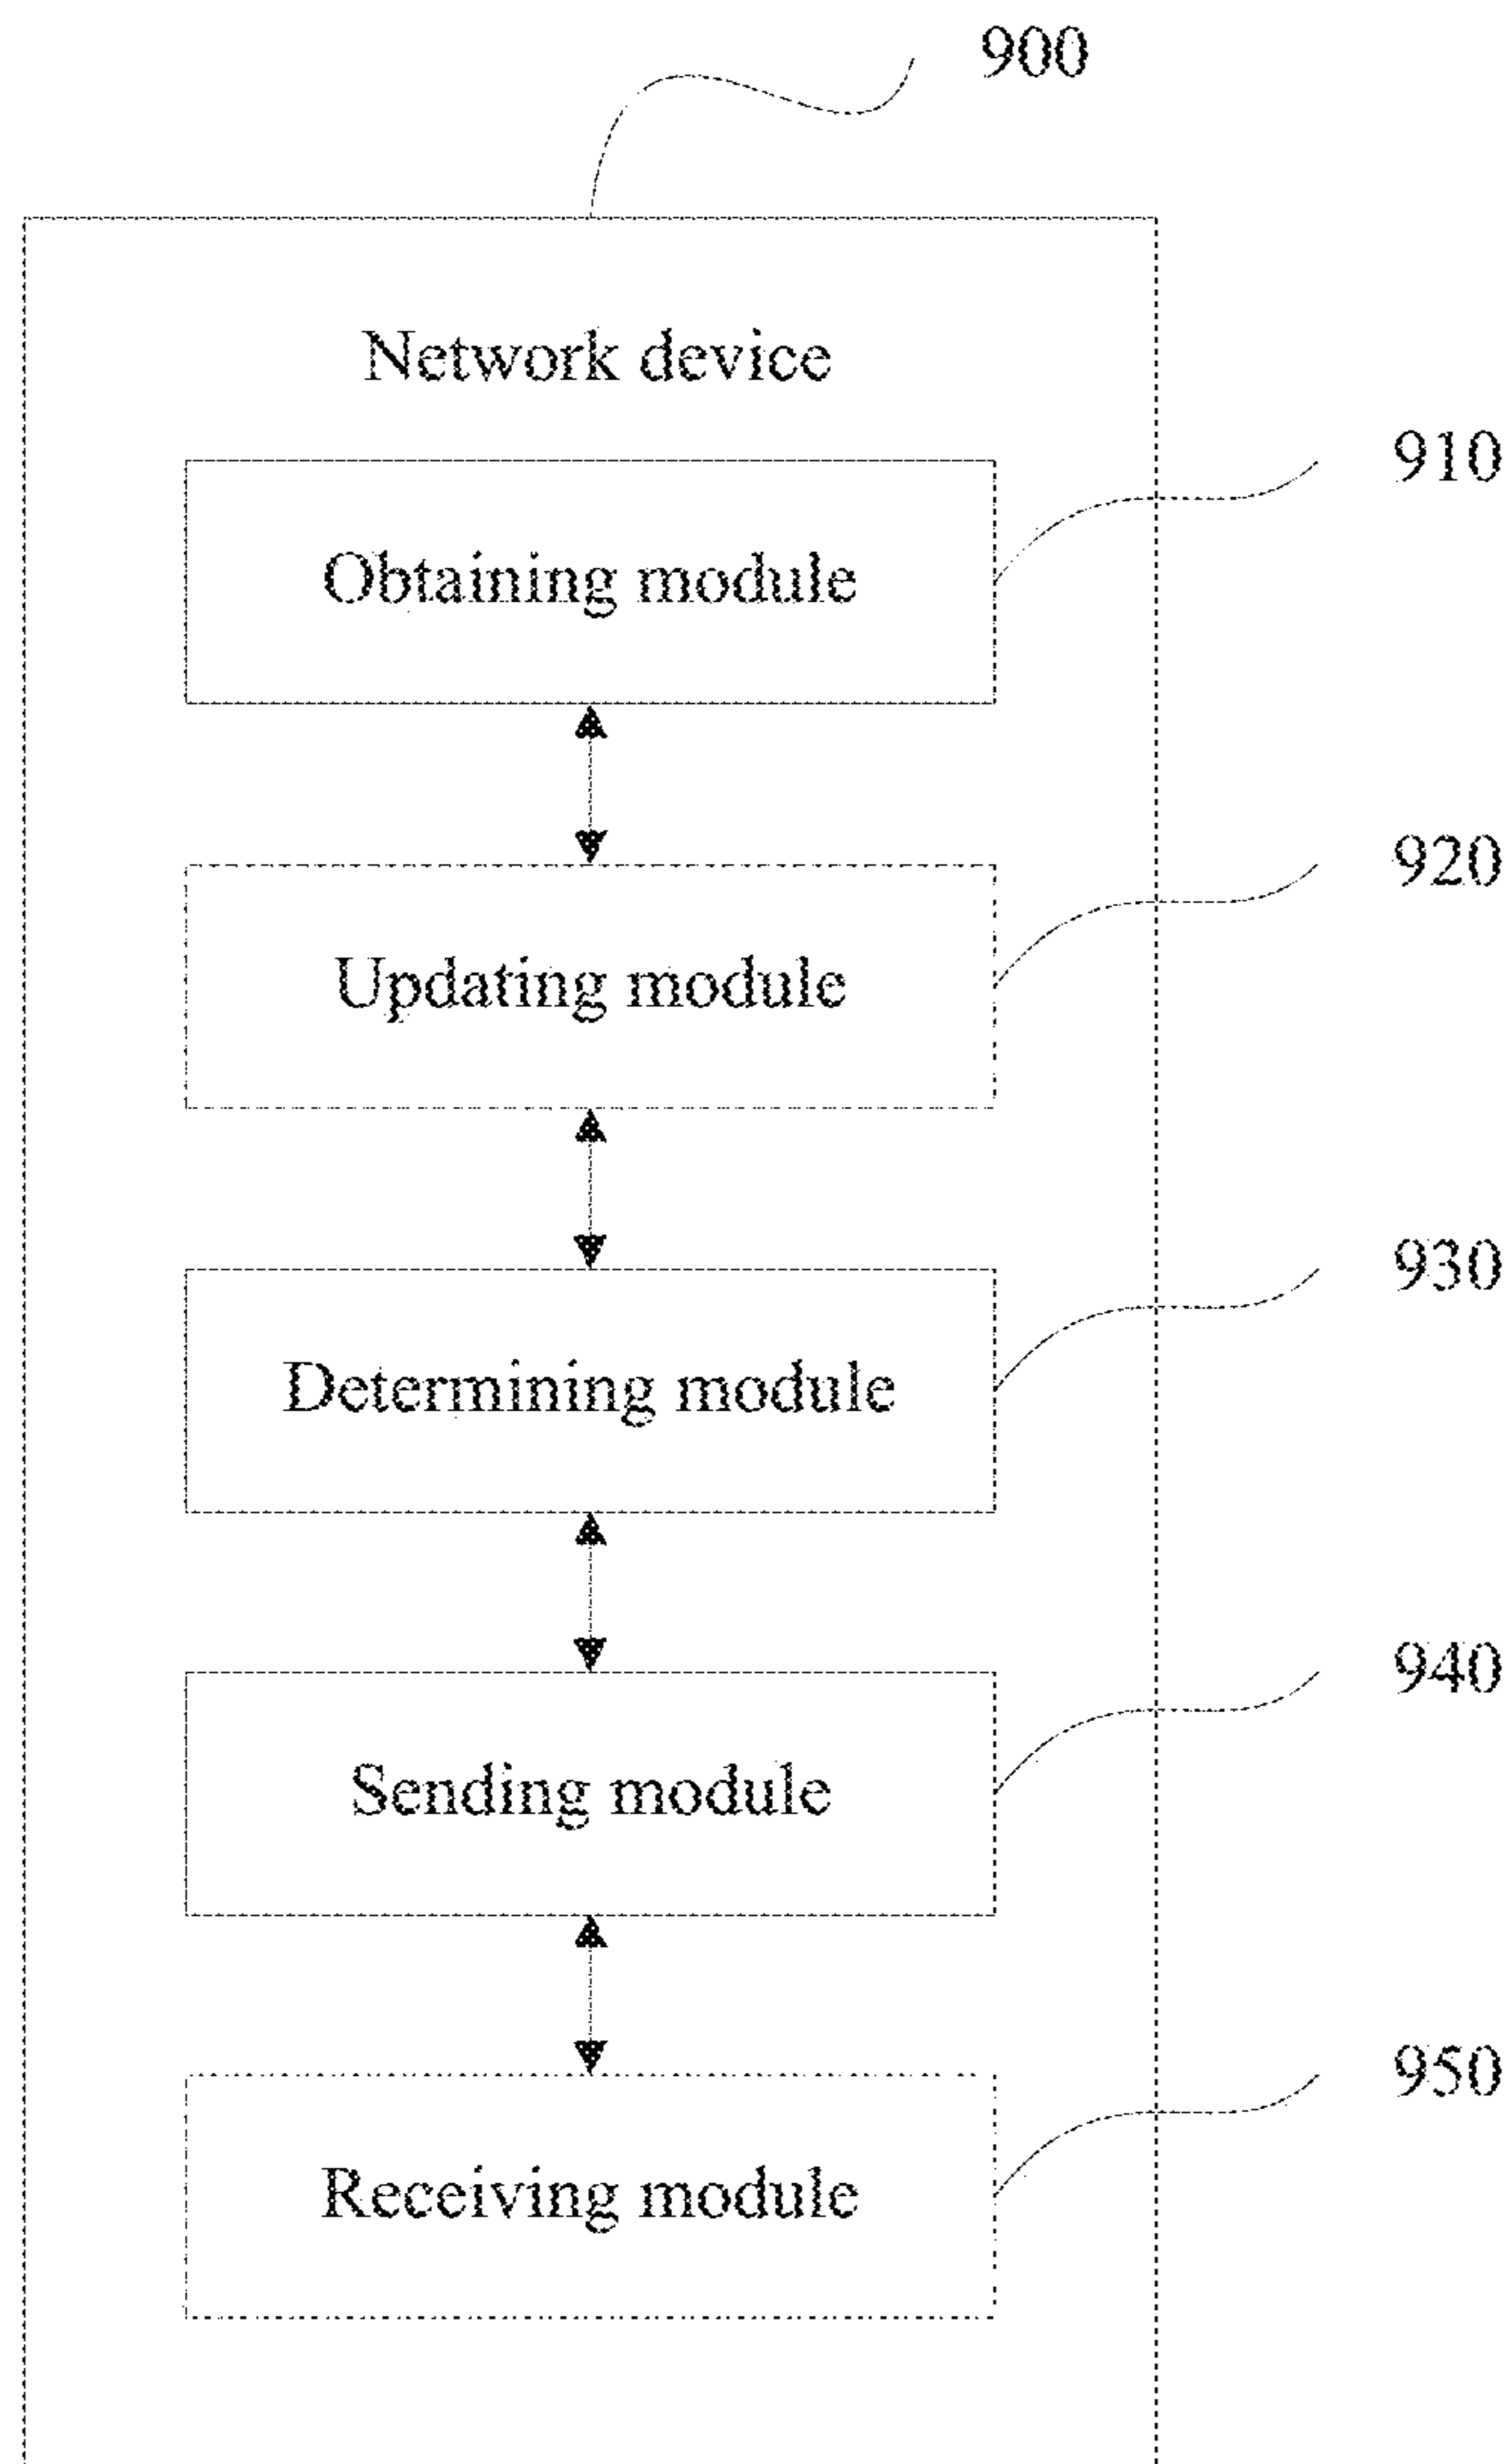 900
Network device
910
Obtaining module
920
Updating module
930
Determining module
940
Sending module
950
Receiving module